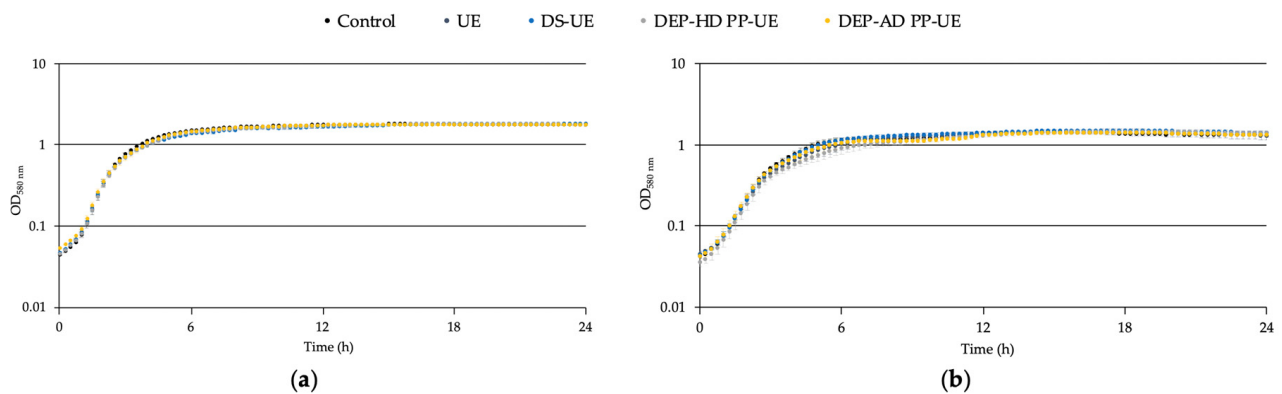 Control UE DS-UE DEP-HD PP-UE DEP-AD PP-UE
10
1
0.1
0.01
OD580 nm
0 6 12 18 24
Time (h)
(a)
10
1
0.1
0.01
OD580 nm
0 6 12 18 24
Time (h)
(b)